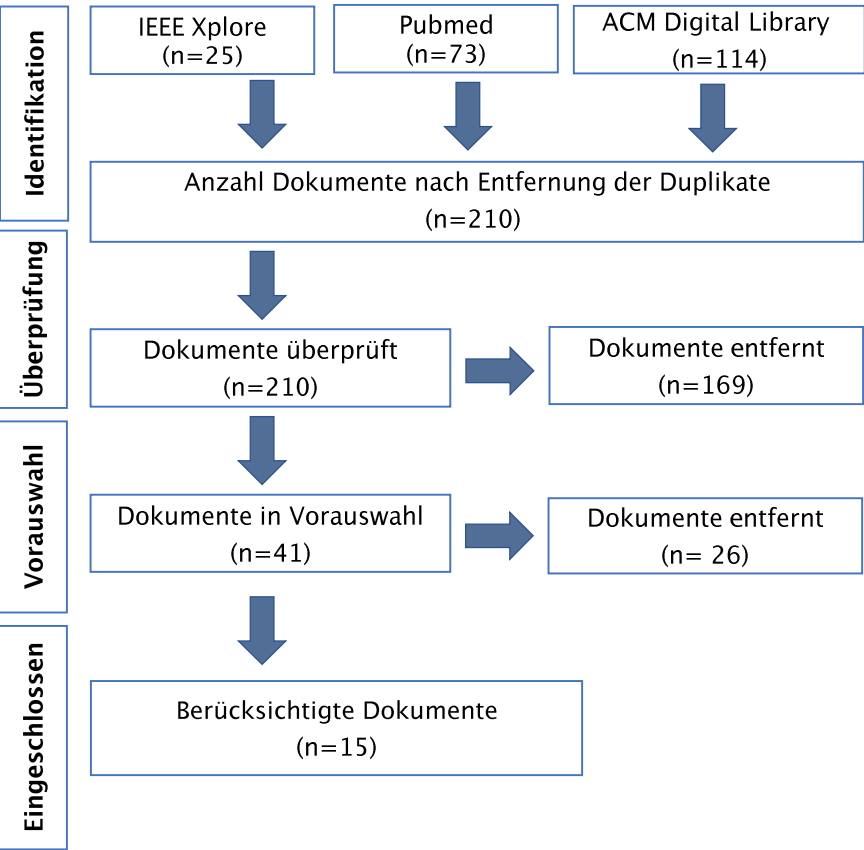 Identifikation
IEEE Xplore
(n=25)
Pubmed
(n=73)
ACM Digital Library
(n=114)
Anzahl Dokumente nach Entfernung der Duplikate
(n=210)
Überprüfung
Dokumente überprüft
(n=210)
Dokumente entfernt
(n=169)
Vorauswahl
Dokumente in Vorauswahl
(n=41)
Dokumente entfernt
(n= 26)
Eingeschlossen
Berücksichtigte Dokumente
(n=15)